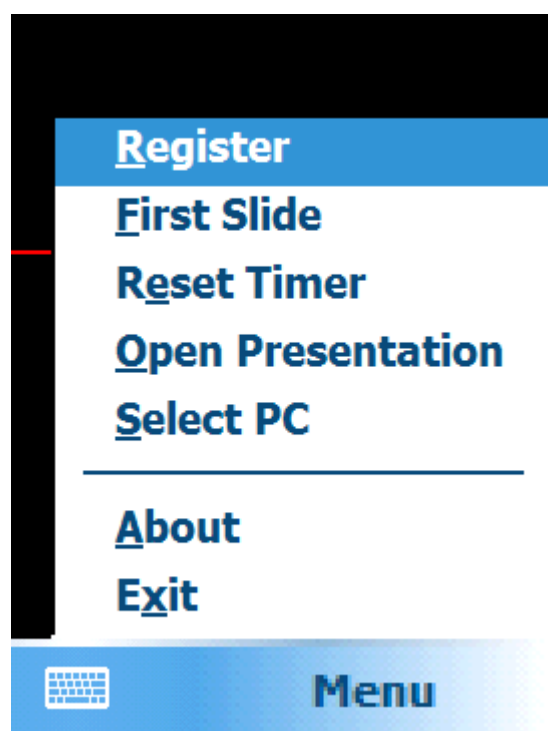 Register
First Slide
Reset Timer
Open Presentation
Select PC
About
Exit
Menu